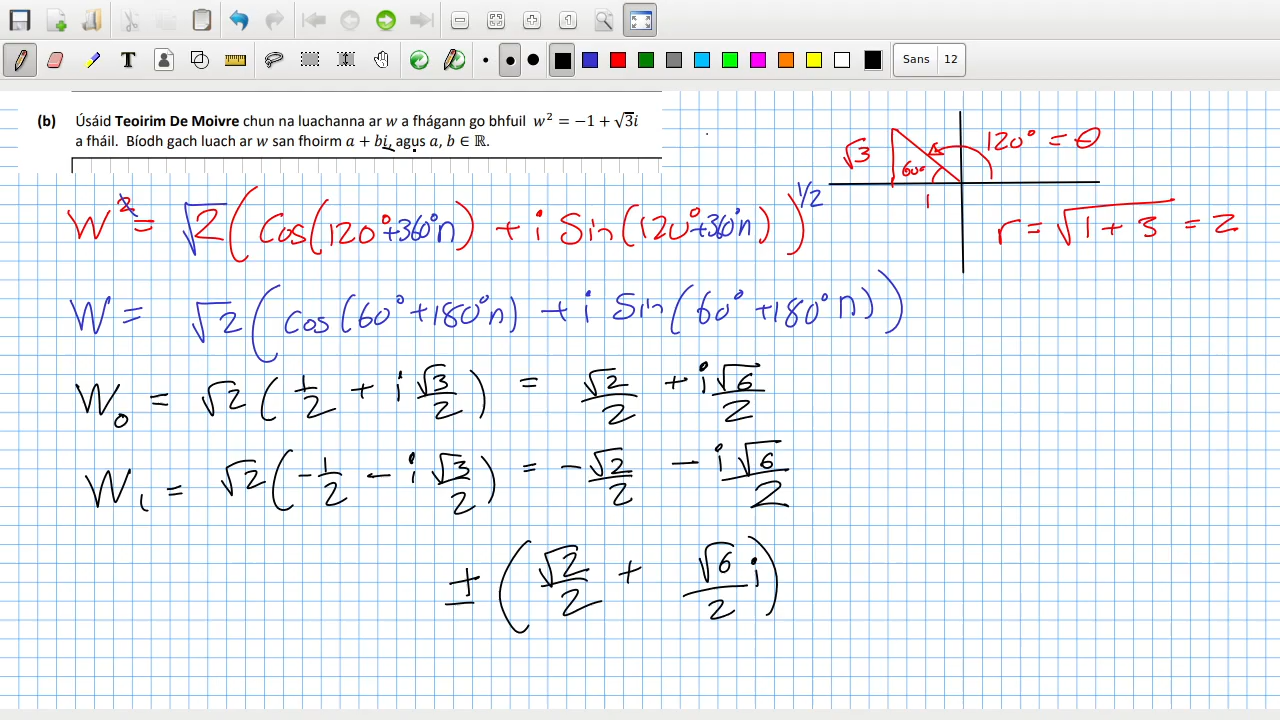 Sans 12
(b) Úsáid Teoirim De Moivre chun na luachanna ar w a fhágann go bhfuil w² = −1 + √3i
a fháil. Bíodh gach luach ar w san fhoirm a + bi, agus a, b ∈ ℝ.
√3 60° 1 120° = θ
r = √(1 + 3) = 2
W² = √2 (Cos(120°+360°n) + i Sin(120°+360°n))^1/2
W = √2 (Cos(60°+180°n) + i Sin(60°+180°n))
W₀ = √2 (1/2 + i √3/2) = √2/2 + i √6/2
W₁ = √2 (−1/2 − i √3/2) = −√2/2 − i √6/2
± (√2/2 + √6/2 i)